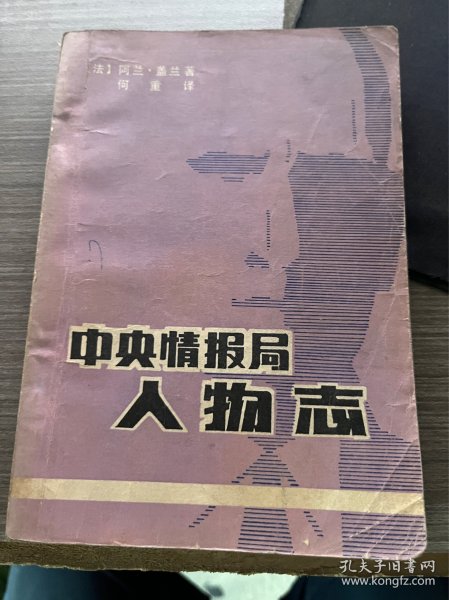 法】阿兰·盖兰著
何重译
中央情报局
人物志
孔夫子旧书网
www.kongfz.com